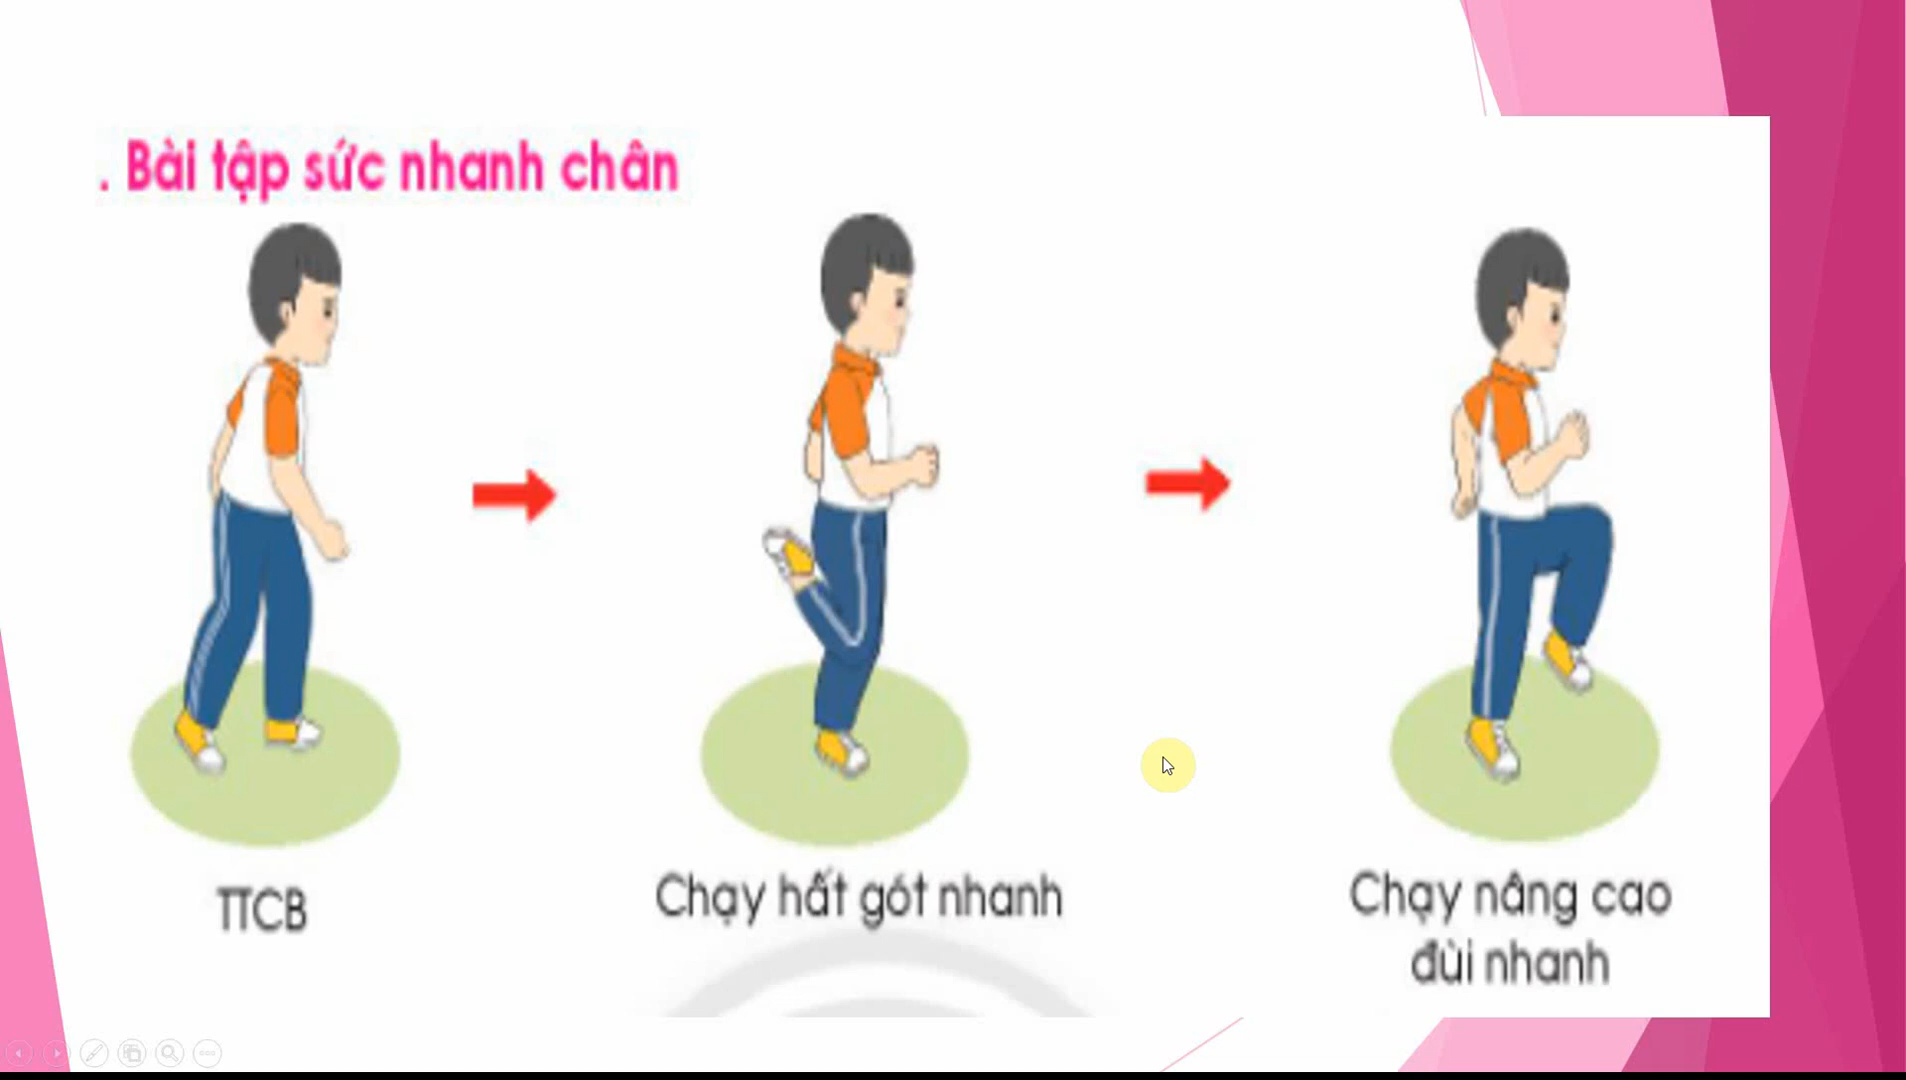 . Bài tập sức nhanh chân
TTCB
Chạy hất gót nhanh
Chạy nâng cao
đùi nhanh